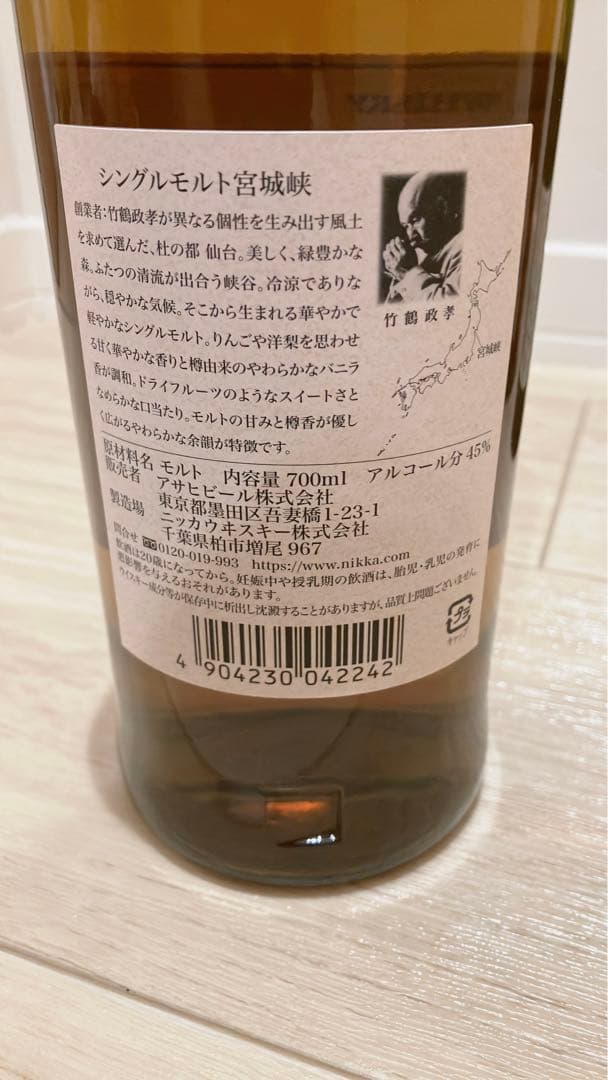 シングルモルト宮城峡
創業者:竹鶴政孝が異なる個性を生み出す風土
を求めて選んだ、杜の都 仙台。美しく、緑豊かな
森。ふたつの清流が出合う峡谷。冷涼でありな
がら、穏やかな気候。そこから生まれる華やかで
軽やかなシングルモルト。りんごや洋梨を思わせ
る甘く華やかな香りと樽由来のやわらかなバニラ
香が調和。ドライフルーツのようなスイートさと
なめらかな口当たり。モルトの甘みと樽香が優し
く広がるやわらかな余韻が特徴です。
竹鶴政孝
宮城峡
原材料名 モルト 内容量 700ml アルコール分 45%
販売者 アサヒビール株式会社
東京都墨田区吾妻橋1-23-1
製造場 ニッカウヰスキー株式会社
千葉県柏市増尾 967
問合せ 0120-019-993 https://www.nikka.com
飲酒は20歳になってから。妊娠中や授乳期の飲酒は、胎児・乳児の発育に
悪影響を与えるおそれがあります。
ウイスキー成分等が保存中に析出し沈澱することがありますが、品質上問題ございません。
プラ
キャップ
4 904230 042242